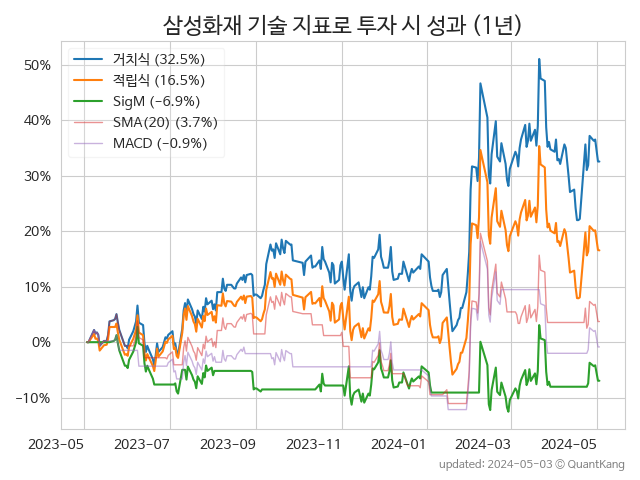 삼성화재 기술 지표로 투자 시 성과 (1년)
거치식 (32.5%)
적립식 (16.5%)
SigM (−6.9%)
SMA(20) (3.7%)
MACD (−0.9%)
50%
40%
30%
20%
10%
0%
−10%
2023-05 2023-07 2023-09 2023-11 2024-01 2024-03 2024-05
updated: 2024-05-03 © QuantKang